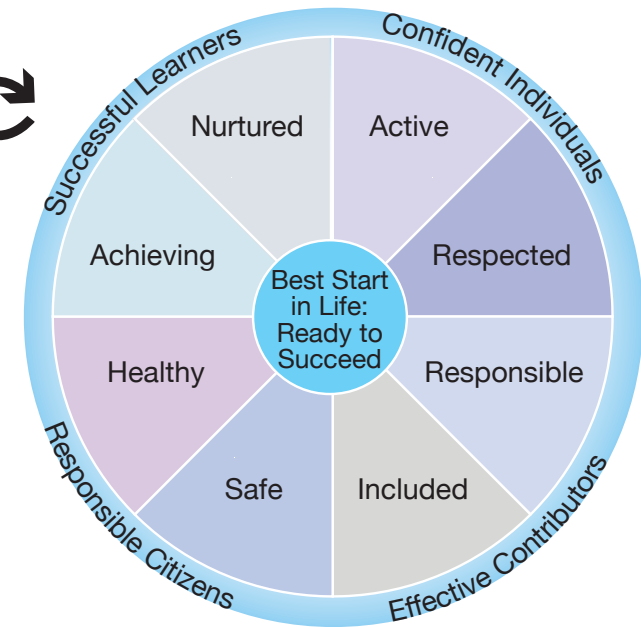 Successful Learners
Confident Individuals
Nurtured
Active
Achieving
Respected
Best Start
in Life:
Ready to
Succeed
Healthy
Responsible
Safe
Included
Responsible Citizens
Effective Contributors